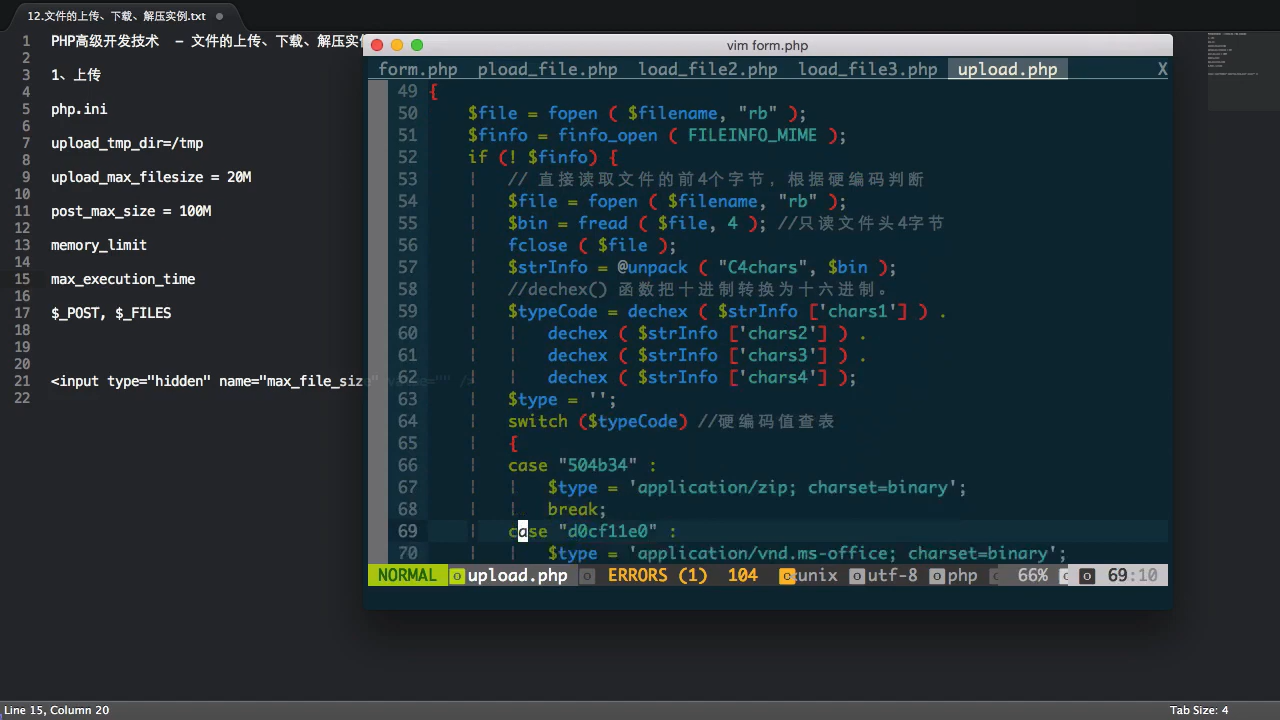 12.文件的上传、下载、解压实例.txt
1 PHP高级开发技术 – 文件的上传、下载、解压实
2
3 1、上传
4
5 php.ini
6
7 upload_tmp_dir=/tmp
8
9 upload_max_filesize = 20M
10
11 post_max_size = 100M
12
13 memory_limit
14
15 max_execution_time
16
17 $_POST, $_FILES
18
19
20
21 <input type="hidden" name="max_file_size" value="" />
22
vim form.php
form.php pload_file.php load_file2.php load_file3.php upload.php X
49 {
50 $file = fopen ( $filename, "rb" );
51 $finfo = finfo_open ( FILEINFO_MIME );
52 if (! $finfo) {
53 // 直接读取文件的前4个字节，根据硬编码判断
54 $file = fopen ( $filename, "rb" );
55 $bin = fread ( $file, 4 ); //只读文件头4字节
56 fclose ( $file );
57 $strInfo = @unpack ( "C4chars", $bin );
58 //dechex() 函数把十进制转换为十六进制。
59 $typeCode = dechex ( $strInfo ['chars1'] ) .
60 dechex ( $strInfo ['chars2'] ) .
61 dechex ( $strInfo ['chars3'] ) .
62 dechex ( $strInfo ['chars4'] );
63 $type = '';
64 switch ($typeCode) //硬编码值查表
65 {
66 case "504b34" :
67 $type = 'application/zip; charset=binary';
68 break;
69 case "d0cf11e0" :
70 $type = 'application/vnd.ms-office; charset=binary';
NORMAL upload.php ERRORS (1) 104 unix utf-8 php 66% 69:10
Line 15, Column 20
Tab Size: 4